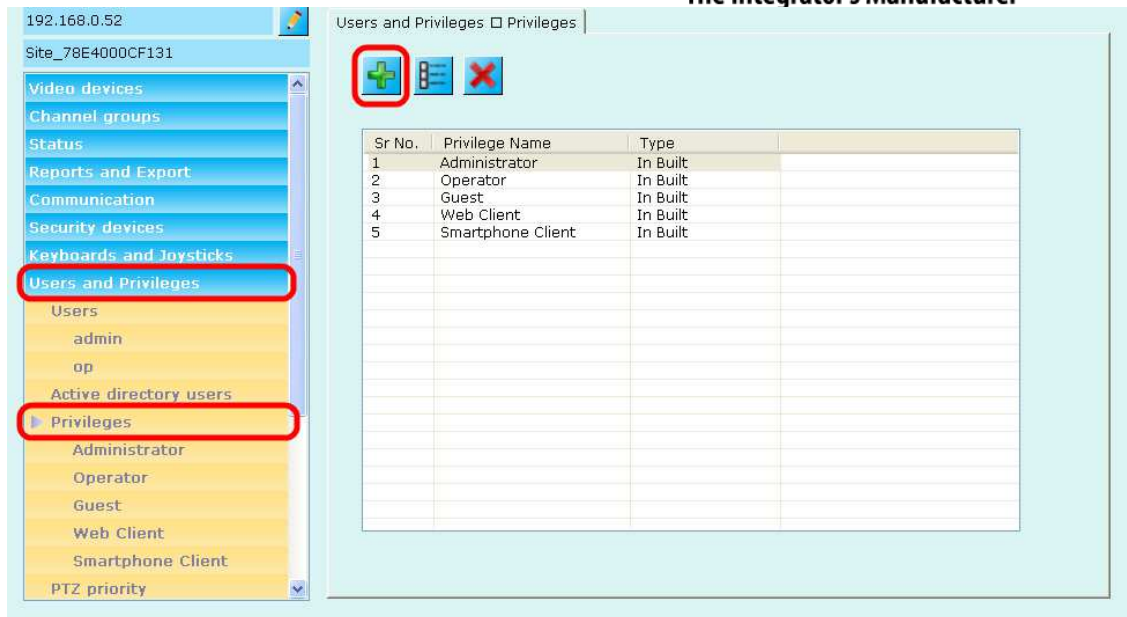 The Integrator's Manufacturer
192.168.0.52
Site_78E4000CF131
Video devices
Channel groups
Status
Reports and Export
Communication
Security devices
Keyboards and Joysticks
Users and Privileges
Users
admin
op
Active directory users
Privileges
Administrator
Operator
Guest
Web Client
Smartphone Client
PTZ priority
Users and Privileges □ Privileges
Sr No. Privilege Name Type
1 Administrator In Built
2 Operator In Built
3 Guest In Built
4 Web Client In Built
5 Smartphone Client In Built